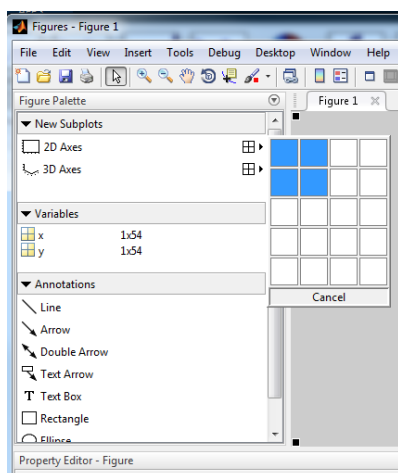 Figures - Figure 1
File Edit View Insert Tools Debug Desktop Window Help
Figure Palette
Figure 1
New Subplots
2D Axes
3D Axes
Variables
x 1x54
y 1x54
Cancel
Annotations
Line
Arrow
Double Arrow
Text Arrow
T Text Box
Rectangle
Ellipse
Property Editor - Figure